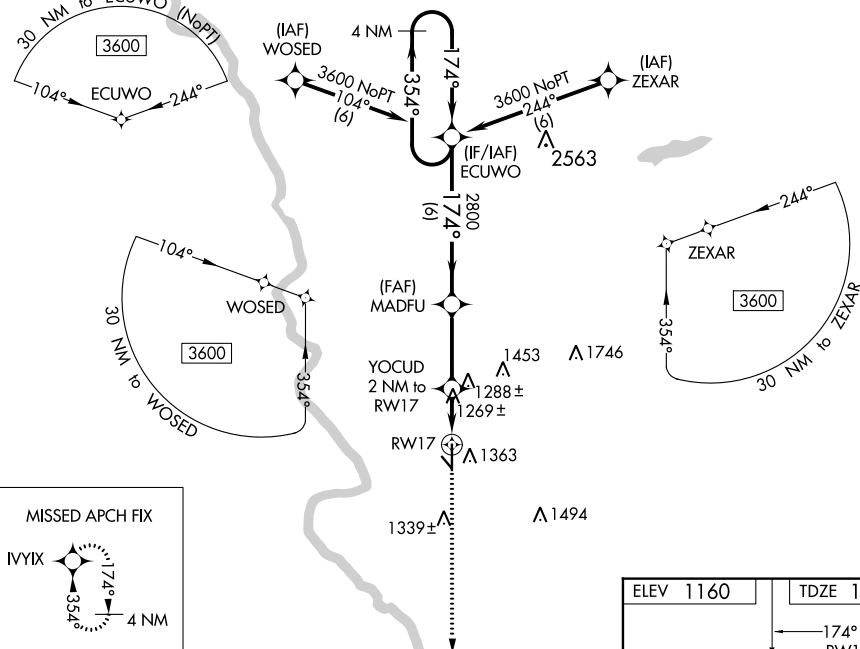 30 NM to ECUWO (NoPT)
3600
104°
244°
ECUWO
(IAF)
WOSED
3600 NoPT
104°
(6)
4 NM
354°
174°
(IAF)
ZEXAR
3600 NoPT
244°
(6)
2563
(IF/IAF)
ECUWO
2800
174°
(6)
104°
WOSED
3600
354°
30 NM to WOSED
244°
ZEXAR
3600
354°
30 NM to ZEXAR
(FAF)
MADFU
YOCUD
2 NM to
RW17
1453
1746
1288±
1269±
RW17
1363
1339±
1494
MISSED APCH FIX
IVYIX
354°
174°
4 NM
ELEV 1160
TDZE 1
174°